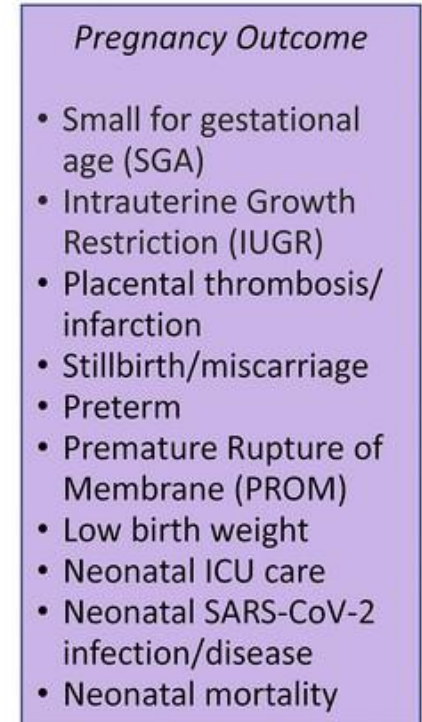 Pregnancy Outcome
• Small for gestational
age (SGA)
• Intrauterine Growth
Restriction (IUGR)
• Placental thrombosis/
infarction
• Stillbirth/miscarriage
• Preterm
• Premature Rupture of
Membrane (PROM)
• Low birth weight
• Neonatal ICU care
• Neonatal SARS-CoV-2
infection/disease
• Neonatal mortality